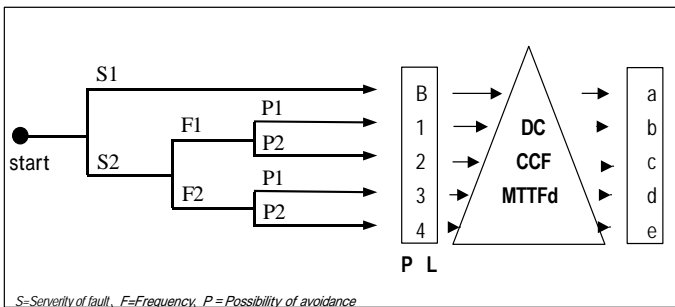 S1
B
a
P1
F1
1
DC
b
start
P2
S2
2
CCF
c
P1
F2
3
MTTFd
d
P2
4
e
P L
S=Serverity of fault, F=Frequency, P = Possibility of avoidance